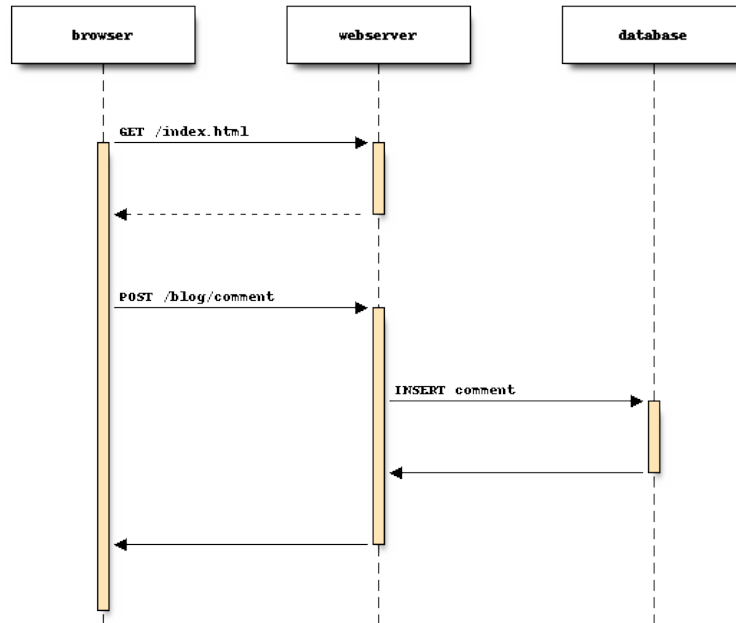 browser
webserver
database
GET /index.html
POST /blog/comment
INSERT comment